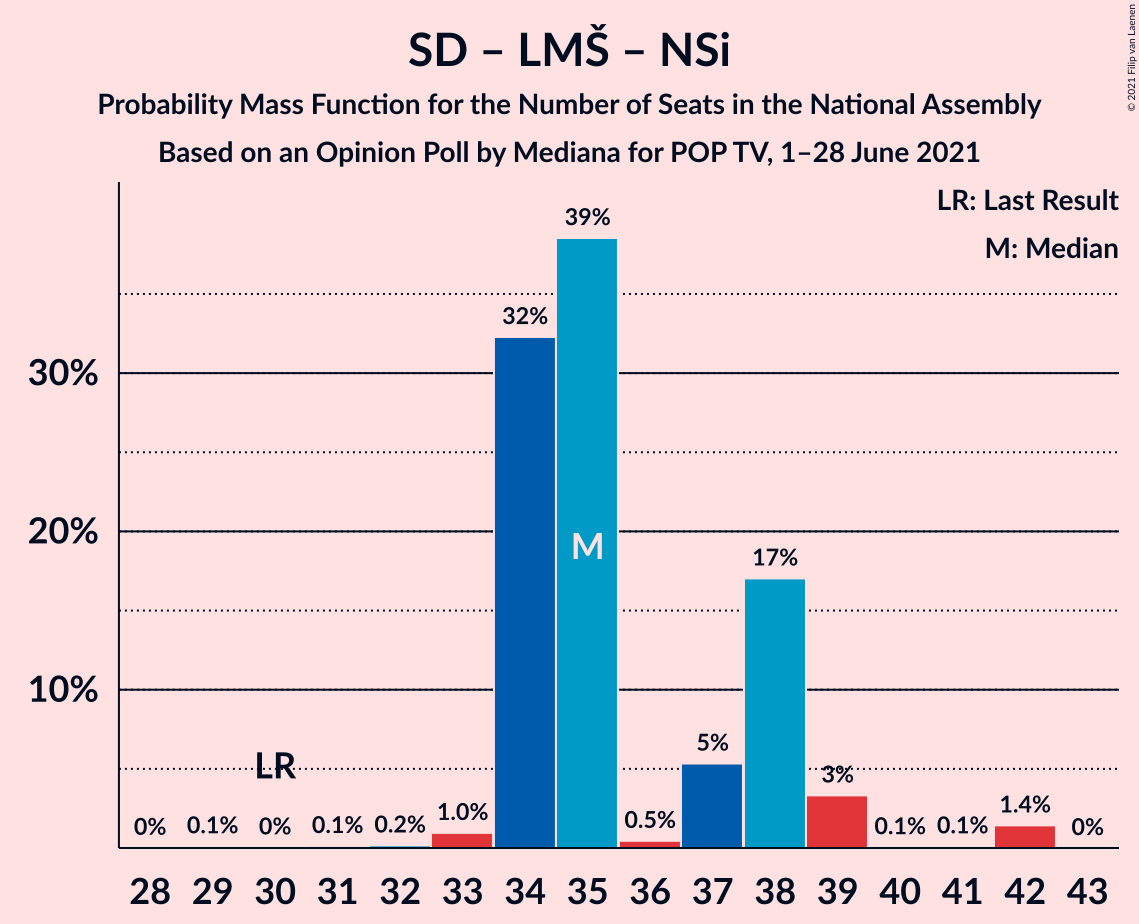 SD – LMŠ – NSi
Probability Mass Function for the Number of Seats in the National Assembly
Based on an Opinion Poll by Mediana for POP TV, 1–28 June 2021
© 2021 Filip van Laenen
LR: Last Result
M: Median
39%
32%
30%
20%
M
17%
10%
5%
LR
3%
0% 0.1% 0% 0.1% 0.2% 1.0% 0.5% 0.1% 0.1% 1.4% 0%
28 29 30 31 32 33 34 35 36 37 38 39 40 41 42 43